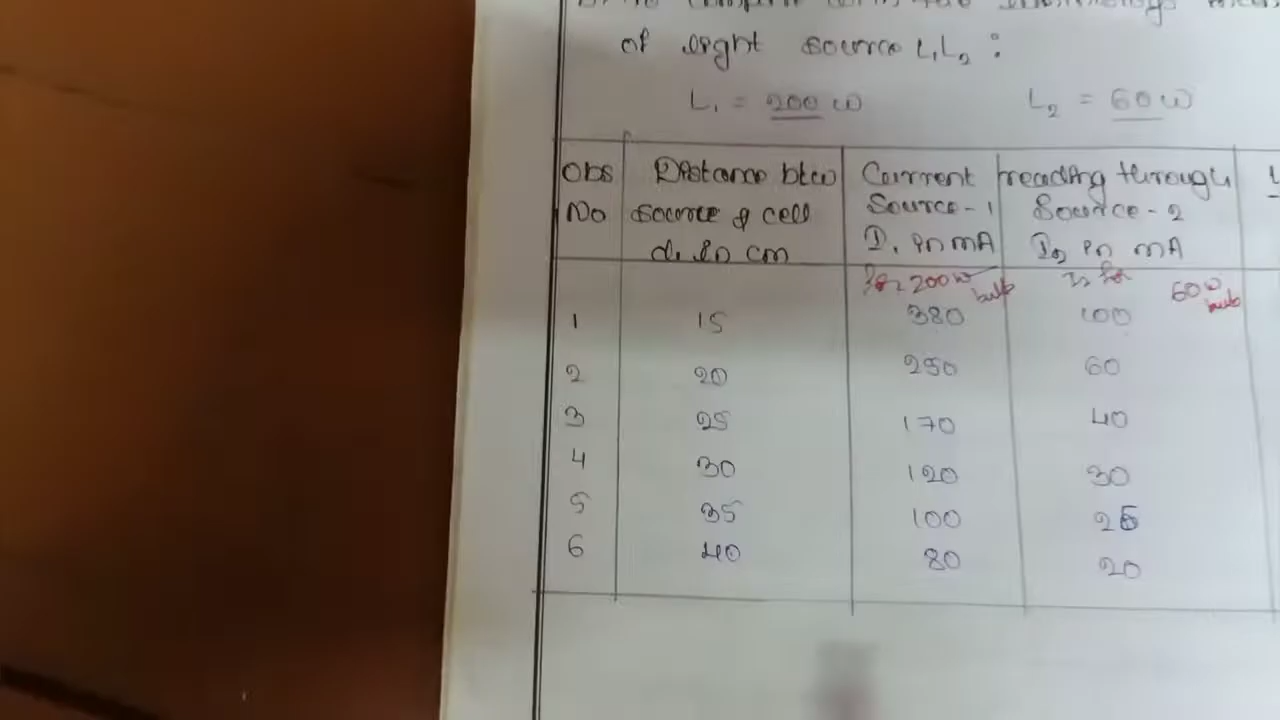 of light source L1 L2 :
L1 = 200 w L2 = 60 w
Obs Distance btw Current reading through
No source & cell Source-1 Source-2
d, in cm I, in mA I2 in mA
for 200w bulb I2 for 60w bulb
1 15 380 100
2 20 250 60
3 25 170 40
4 30 120 30
5 35 100 25
6 40 80 20